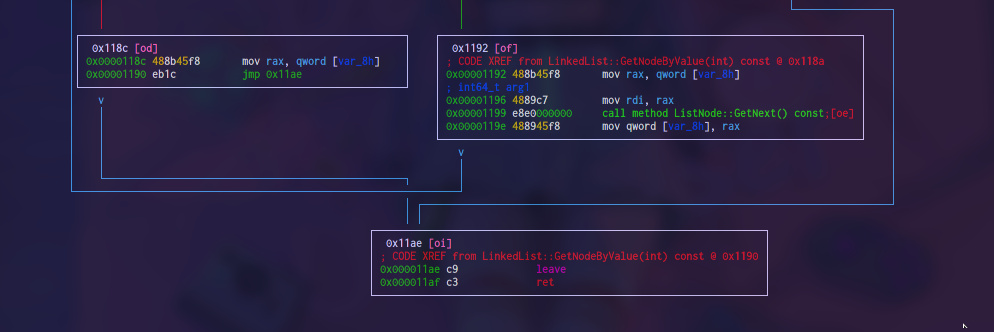 0x118c [od]
0x0000118c 488b45f8 mov rax, qword [var_8h]
0x00001190 eb1c jmp 0x11ae
v
0x1192 [of]
; CODE XREF from LinkedList::GetNodeByValue(int) const @ 0x118a
0x00001192 488b45f8 mov rax, qword [var_8h]
; int64_t arg1
0x00001196 4889c7 mov rdi, rax
0x00001199 e8e0000000 call method ListNode::GetNext() const;[oe]
0x0000119e 488945f8 mov qword [var_8h], rax
v
0x11ae [oi]
; CODE XREF from LinkedList::GetNodeByValue(int) const @ 0x1190
0x000011ae c9 leave
0x000011af c3 ret